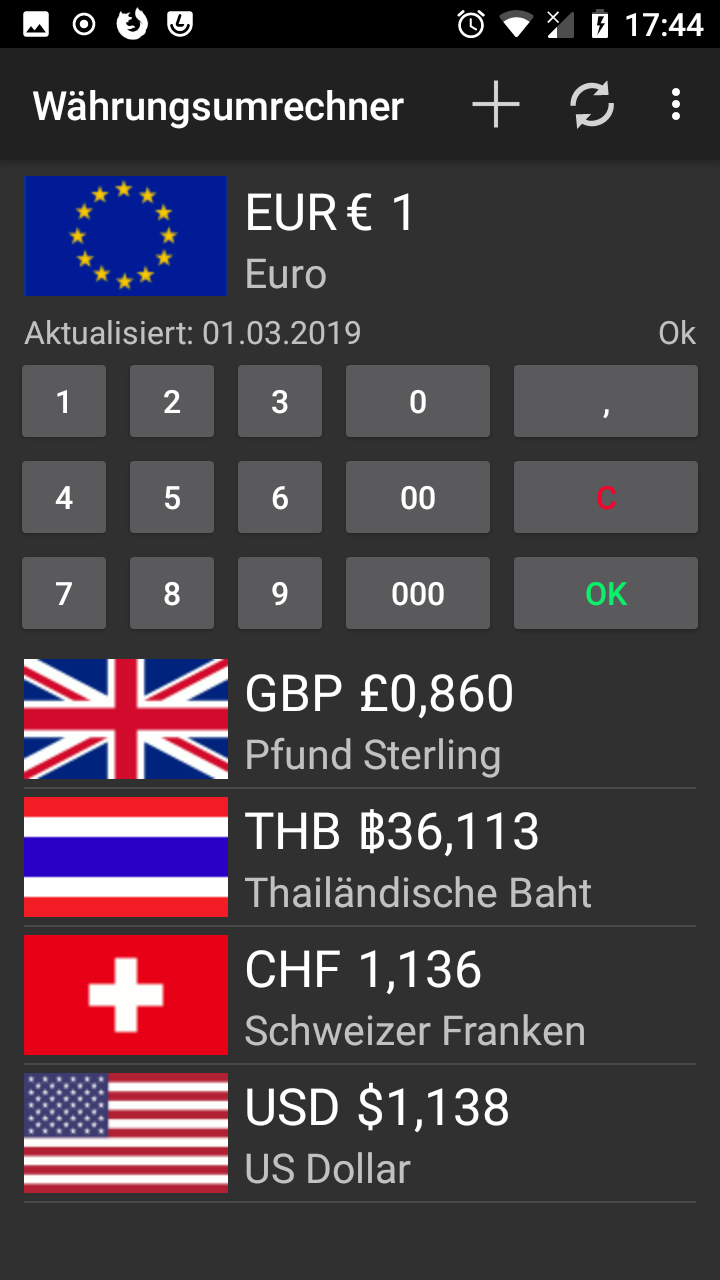 17:44
Währungsumrechner
EUR € 1
Euro
Aktualisiert: 01.03.2019 Ok
1 2 3 0 ,
4 5 6 00 C
7 8 9 000 OK
GBP £0,860
Pfund Sterling
THB ฿36,113
Thailändische Baht
CHF 1,136
Schweizer Franken
USD $1,138
US Dollar